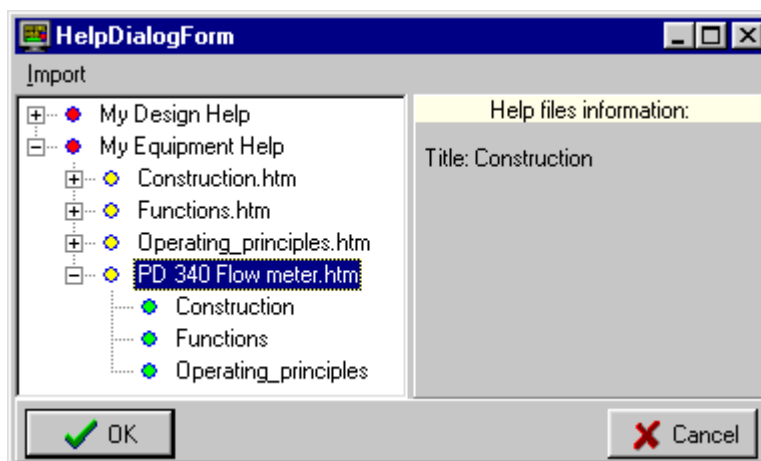 HelpDialogForm
Import
My Design Help
My Equipment Help
Construction.htm
Functions.htm
Operating_principles.htm
PD 340 Flow meter.htm
Construction
Functions
Operating_principles
Help files information:
Title: Construction
OK
Cancel